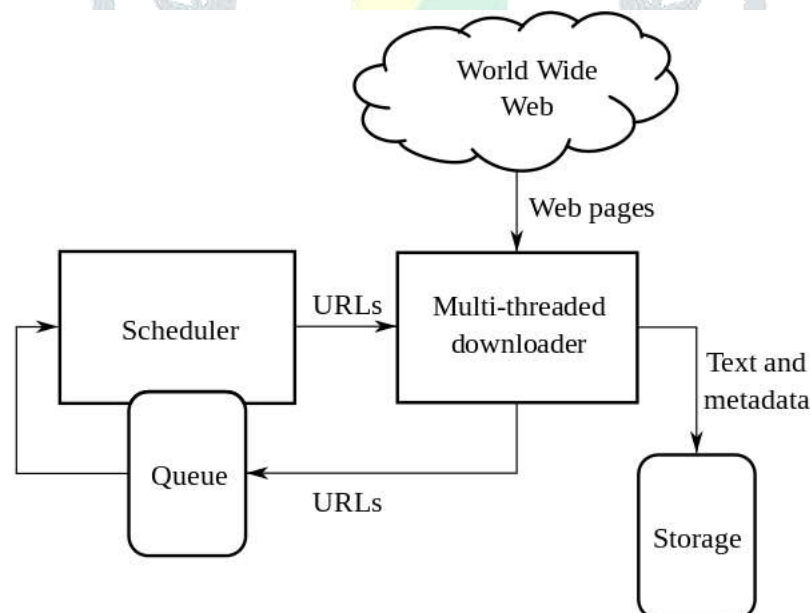 World Wide
Web
Web pages
Scheduler
URLs
Multi-threaded
downloader
Text and
metadata
Queue
URLs
Storage